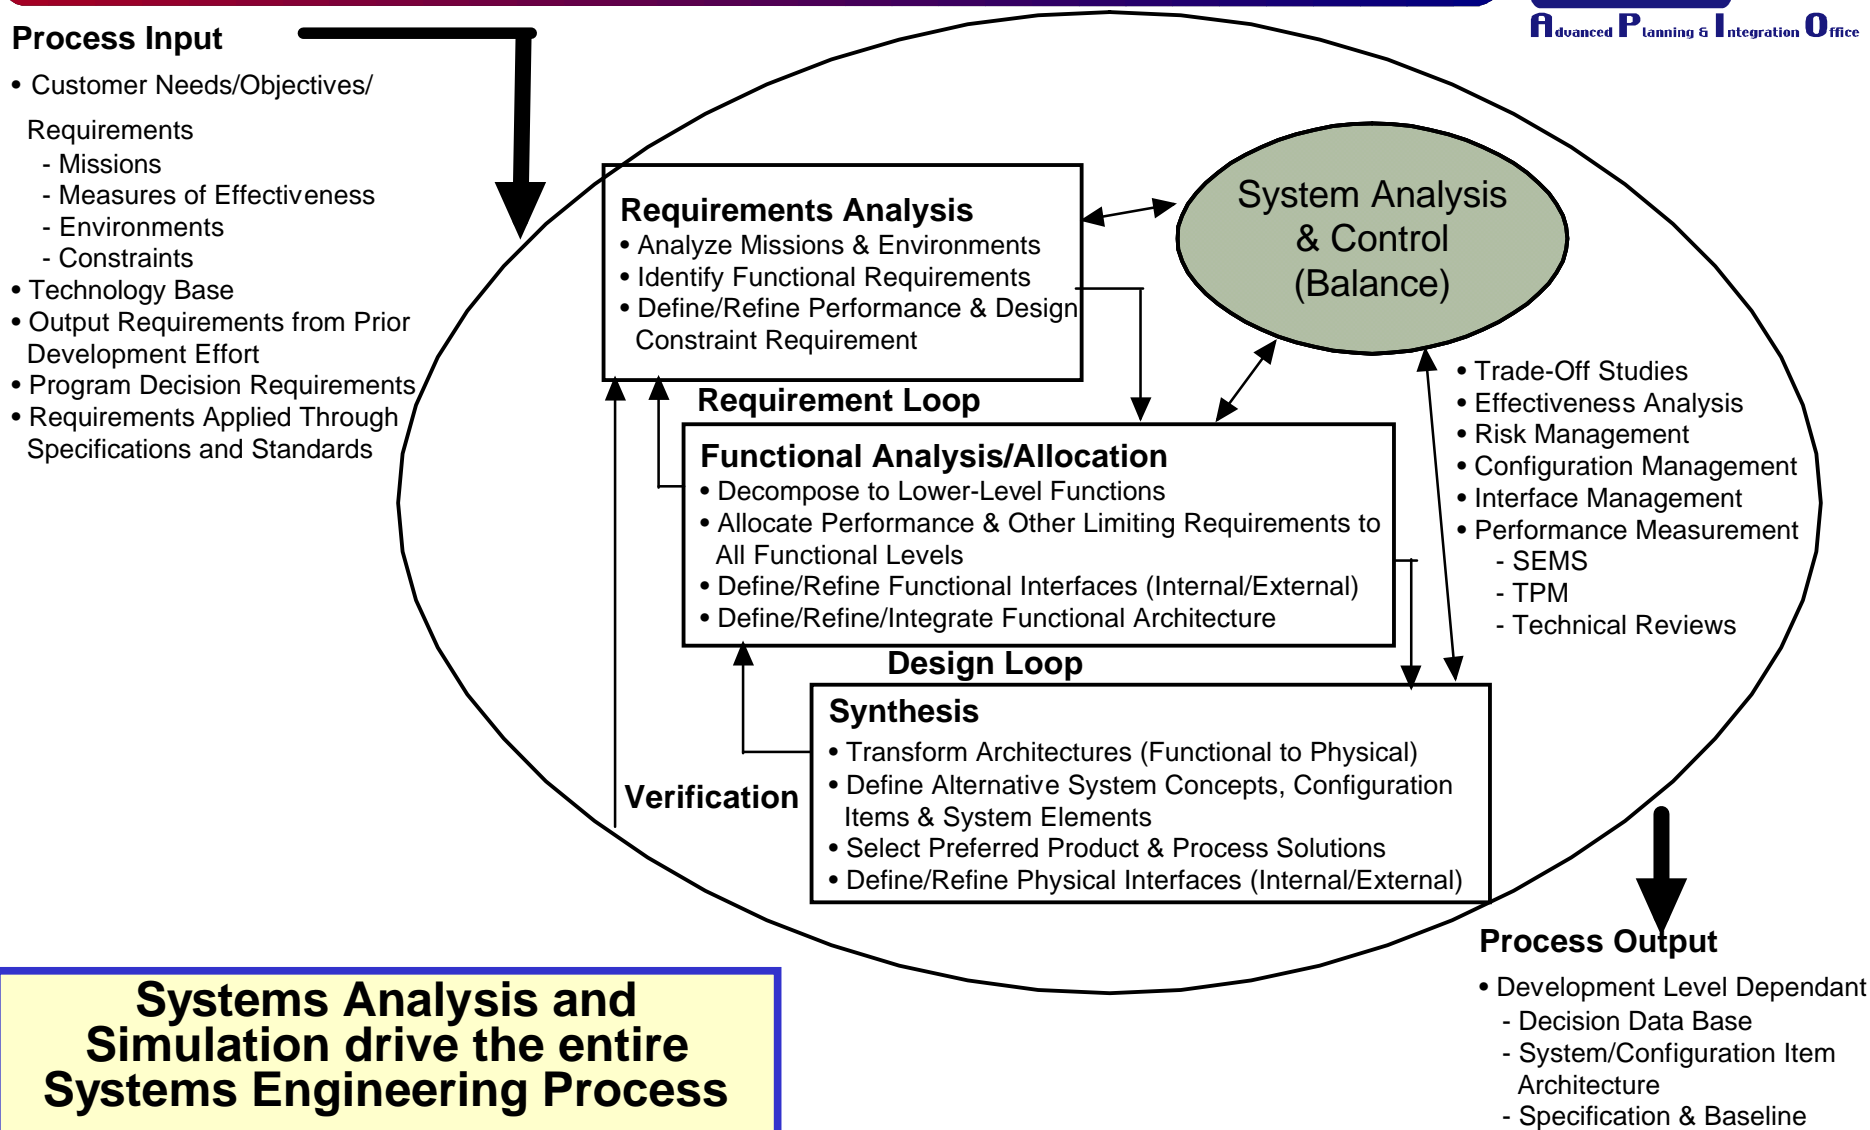 Advanced Planning & Integration Office
Process Input
• Customer Needs/Objectives/
Requirements
- Missions
- Measures of Effectiveness
- Environments
- Constraints
• Technology Base
• Output Requirements from Prior
Development Effort
• Program Decision Requirements
• Requirements Applied Through
Specifications and Standards
Requirements Analysis
• Analyze Missions & Environments
• Identify Functional Requirements
• Define/Refine Performance & Design
Constraint Requirement
System Analysis
& Control
(Balance)
Requirement Loop
Functional Analysis/Allocation
• Decompose to Lower-Level Functions
• Allocate Performance & Other Limiting Requirements to
All Functional Levels
• Define/Refine Functional Interfaces (Internal/External)
• Define/Refine/Integrate Functional Architecture
• Trade-Off Studies
• Effectiveness Analysis
• Risk Management
• Configuration Management
• Interface Management
• Performance Measurement
- SEMS
- TPM
- Technical Reviews
Design Loop
Synthesis
• Transform Architectures (Functional to Physical)
• Define Alternative System Concepts, Configuration
Items & System Elements
• Select Preferred Product & Process Solutions
• Define/Refine Physical Interfaces (Internal/External)
Verification
Process Output
• Development Level Dependant
- Decision Data Base
- System/Configuration Item
Architecture
- Specification & Baseline
Systems Analysis and
Simulation drive the entire
Systems Engineering Process